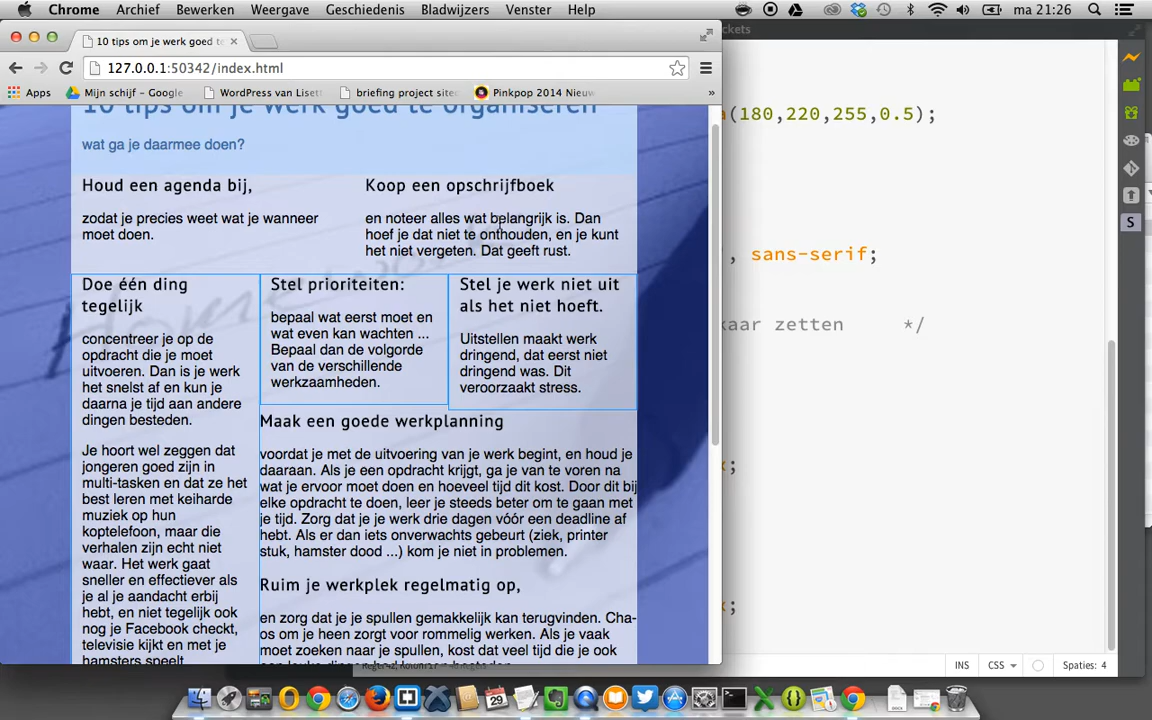 Chrome Archief Bewerken Weergave Geschiedenis Bladwijzers Venster Help ma 21:26
10 tips om je werk goed te
127.0.0.1:50342/index.html
Apps Mijn schijf - Google WordPress van Liset briefing project site Pinkpop 2014 Nieuw »
10 tips om je werk goed te organiseren
wat ga je daarmee doen?
Houd een agenda bij,
zodat je precies weet wat je wanneer
moet doen.
Koop een opschrijfboek
en noteer alles wat belangrijk is. Dan
hoef je dat niet te onthouden, en je kunt
het niet vergeten. Dat geeft rust.
Doe één ding
tegelijk
concentreer je op de
opdracht die je moet
uitvoeren. Dan is je werk
het snelst af en kun je
daarna je tijd aan andere
dingen besteden.
Je hoort wel zeggen dat
jongeren goed zijn in
multi-tasken en dat ze het
best leren met keiharde
muziek op hun
koptelefoon, maar die
verhalen zijn echt niet
waar. Het werk gaat
sneller en effectiever als
je al je aandacht erbij
hebt, en niet tegelijk ook
nog je Facebook checkt,
televisie kijkt en met je
hamsters speelt
Stel prioriteiten:
bepaal wat eerst moet en
wat even kan wachten ...
Bepaal dan de volgorde
van de verschillende
werkzaamheden.
Stel je werk niet uit
als het niet hoeft.
Uitstellen maakt werk
dringend, dat eerst niet
dringend was. Dit
veroorzaakt stress.
Maak een goede werkplanning
voordat je met de uitvoering van je werk begint, en houd je
daaraan. Als je een opdracht krijgt, ga je van te voren na
wat je ervoor moet doen en hoeveel tijd dit kost. Door dit bij
elke opdracht te doen, leer je steeds beter om te gaan met
je tijd. Zorg dat je je werk drie dagen vóór een deadline af
hebt. Als er dan iets onverwachts gebeurt (ziek, printer
stuk, hamster dood ...) kom je niet in problemen.
Ruim je werkplek regelmatig op,
en zorg dat je je spullen gemakkelijk kan terugvinden. Cha-
os om je heen zorgt voor rommelig werken. Als je vaak
moet zoeken naar je spullen, kost dat veel tijd die je ook
(180,220,255,0.5);
, sans-serif;
kaar zetten */
;
;
INS CSS Spaties: 4